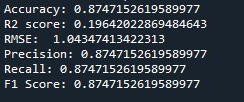 Accuracy: 0.8747152619589977
R2 score: 0.19642022869484643
RMSE:  1.04347413422313
Precision: 0.8747152619589977
Recall: 0.8747152619589977
F1 Score: 0.8747152619589977